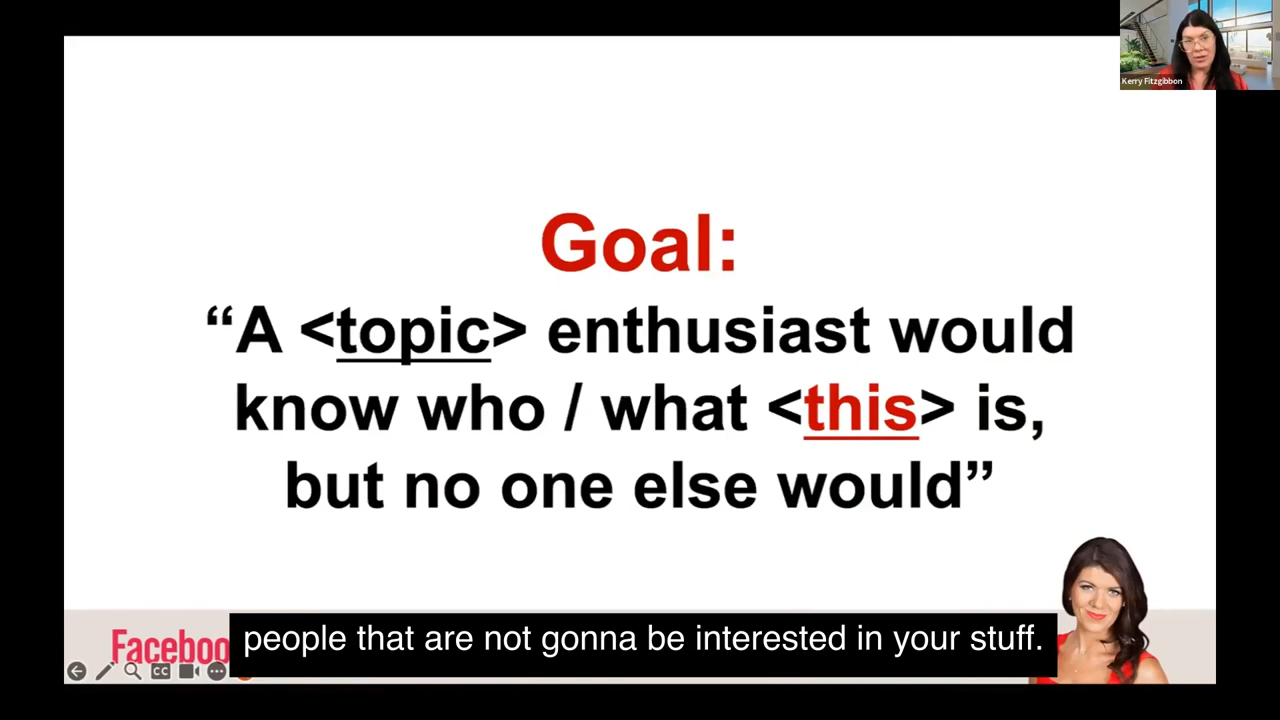 Kerry Fitzgibbon
Goal:
“A <topic> enthusiast would
know who / what <this> is,
but no one else would”
Faceboo
people that are not gonna be interested in your stuff.
CC